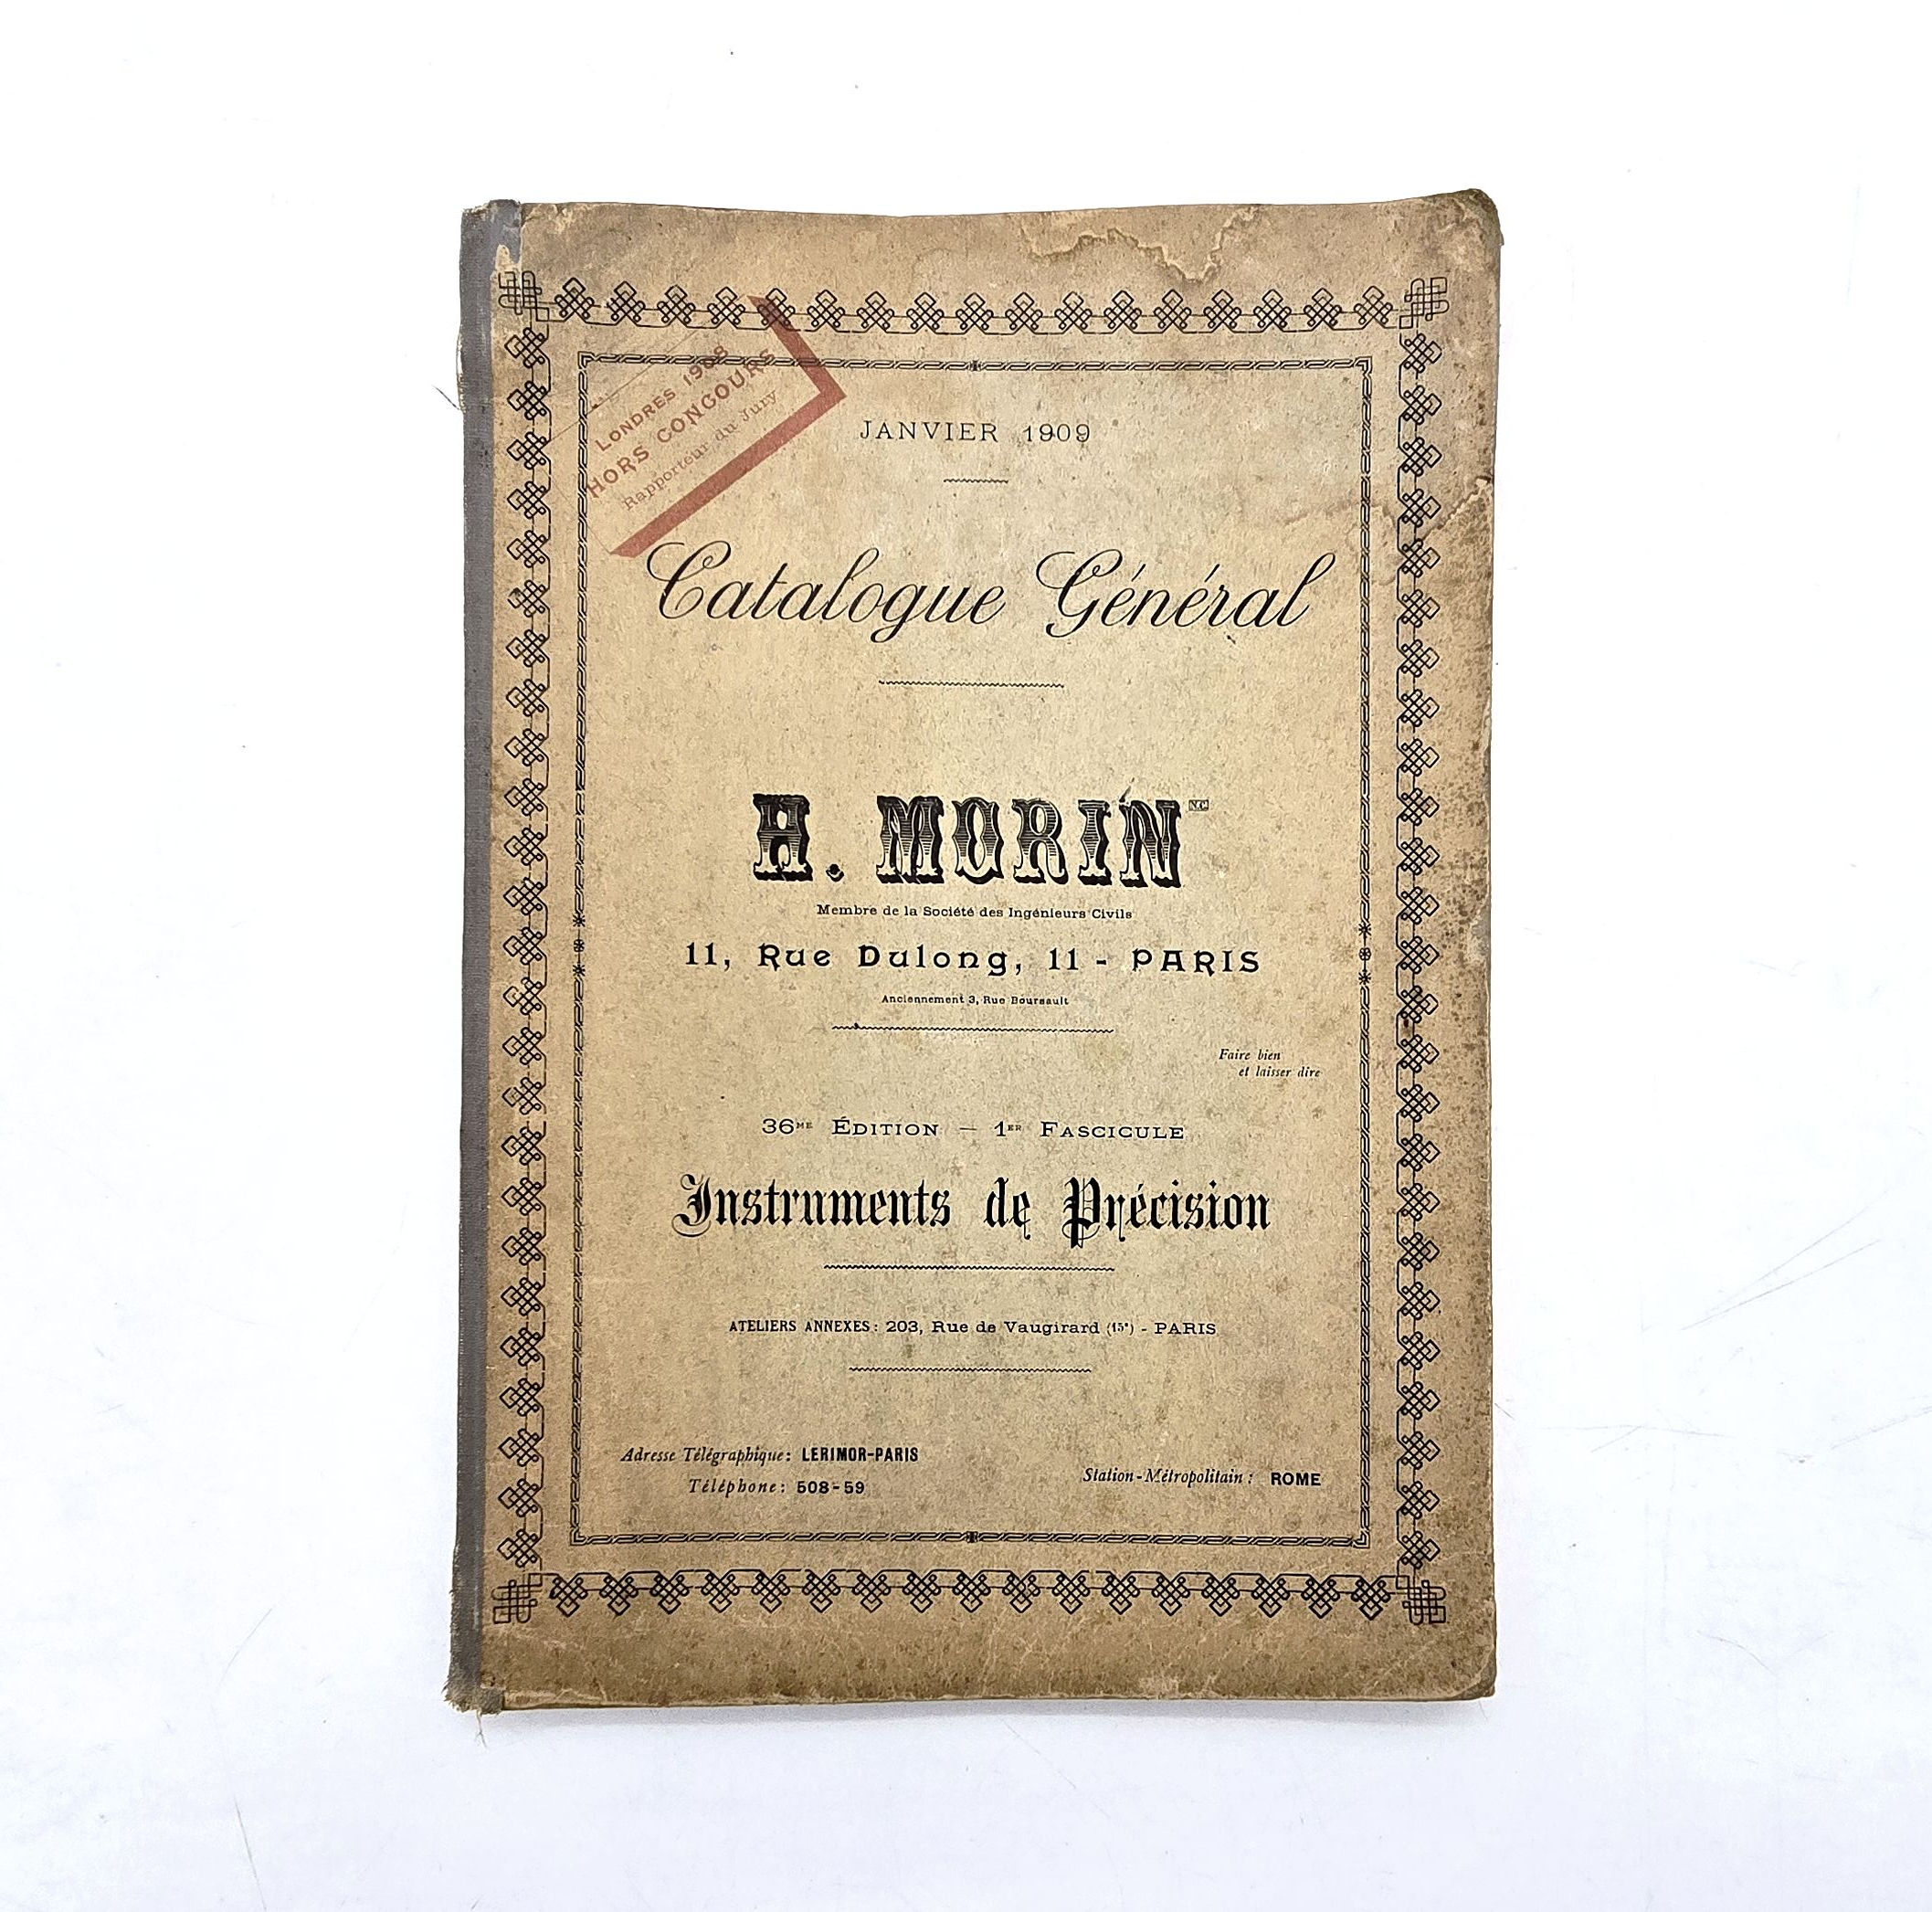 LONDRES 1908
HORS CONCOURS
Rapporteur du Jury
JANVIER 1909
Catalogue Général
H. MORIN N.C.
Membre de la Société des Ingénieurs Civils
11, Rue Dulong, 11 - PARIS
Anciennement 3, Rue Boursault
Faire bien
et laisser dire
36ME ÉDITION — 1ER FASCICULE
Instruments de Précision
ATELIERS ANNEXES: 203, Rue de Vaugirard (15e) - PARIS
Adresse Télégraphique: LERIMOR-PARIS
Téléphone: 508-59
Station-Métropolitain: ROME